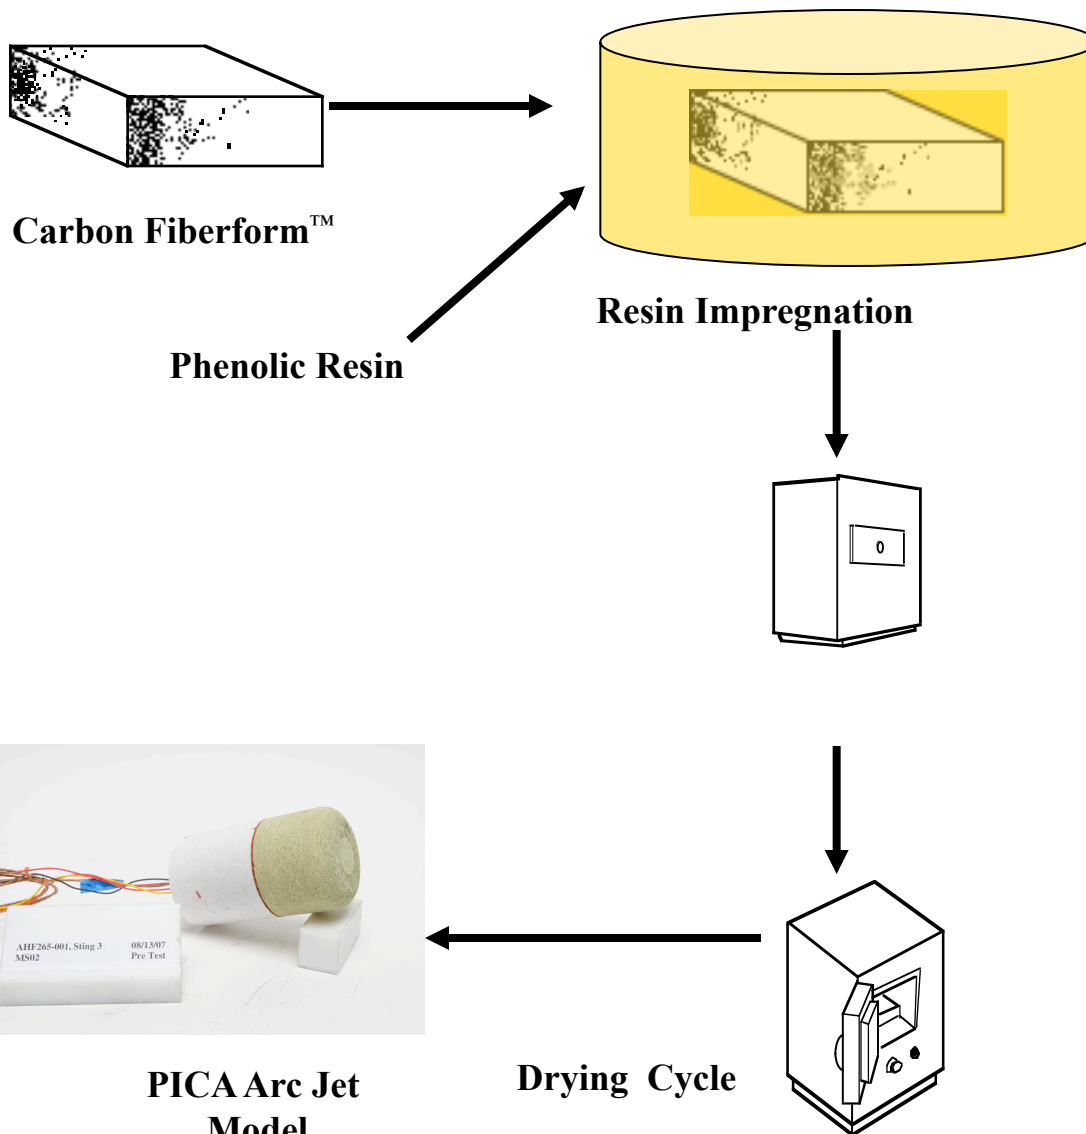 Carbon Fiberform™
Resin Impregnation
Phenolic Resin
AHF265-001, Sting 3 08/13/07
MS02 Pre Test
Drying Cycle
PICA Arc Jet
Model